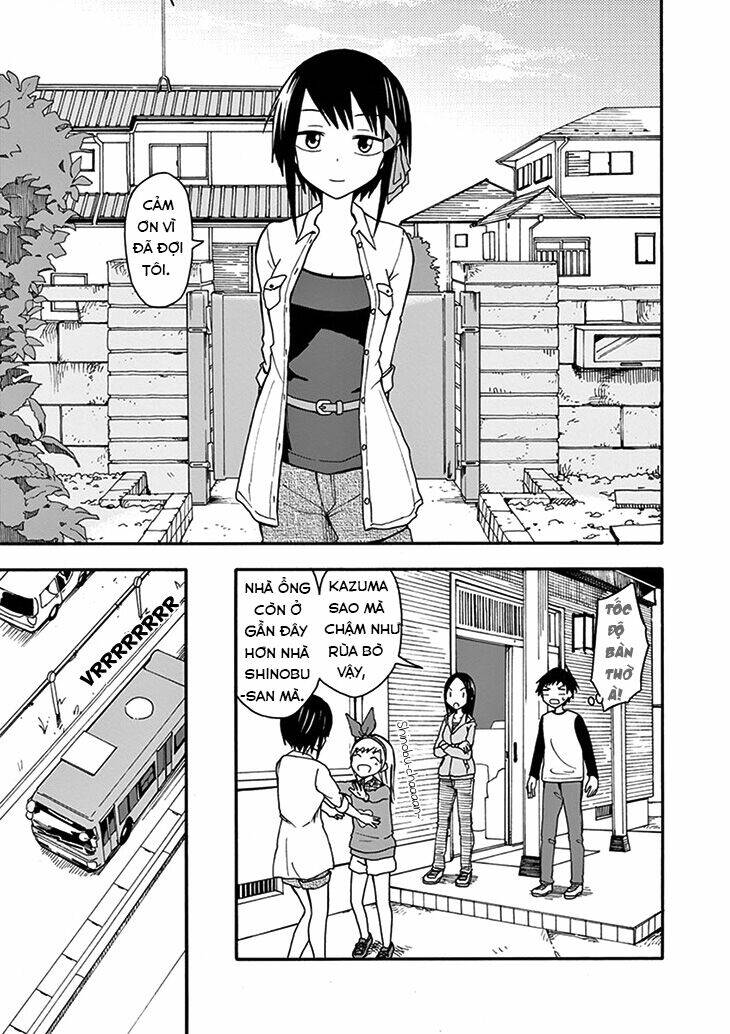 CẢM
ƠN VÌ
ĐÃ ĐỢI
TÔI.
TỐC
ĐỘ
BÀN
THỜ
À!
KAZUMA
SAO MÀ
CHẬM NHƯ
RÙA BÒ
VẬY,
NHÀ ỔNG
CÒN Ở
GẦN ĐÂY
HƠN NHÀ
SHINOBU
-SAN MÀ.
Shinobu-chaaaan~
VRRRRRRRRR